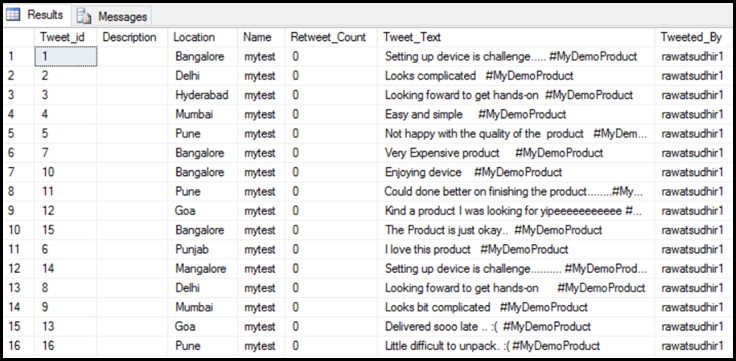 Results Messages
Tweet_id Description Location Name Retweet_Count Tweet_Text Tweeted_By
1 1 Bangalore mytest 0 Setting up device is challenge..... #MyDemoProduct rawatsudhir1
2 2 Delhi mytest 0 Looks complicated #MyDemoProduct rawatsudhir1
3 3 Hyderabad mytest 0 Looking foward to get hands-on #MyDemoProduct rawatsudhir1
4 4 Mumbai mytest 0 Easy and simple #MyDemoProduct rawatsudhir1
5 5 Pune mytest 0 Not happy with the quality of the product #MyDem... rawatsudhir1
6 7 Bangalore mytest 0 Very Expensive product #MyDemoProduct rawatsudhir1
7 10 Bangalore mytest 0 Enjoying device #MyDemoProduct rawatsudhir1
8 11 Pune mytest 0 Could done better on finishing the product........#My... rawatsudhir1
9 12 Goa mytest 0 Kind a product I was looking for yipeeeeeeeeeee #... rawatsudhir1
10 15 Bangalore mytest 0 The Product is just okay.. #MyDemoProduct rawatsudhir1
11 6 Punjab mytest 0 I love this product #MyDemoProduct rawatsudhir1
12 14 Mangalore mytest 0 Setting up device is challenge.......... #MyDemoProd... rawatsudhir1
13 8 Delhi mytest 0 Looking foward to get hands-on #MyDemoProduct rawatsudhir1
14 9 Mumbai mytest 0 Looks bit complicated #MyDemoProduct rawatsudhir1
15 13 Goa mytest 0 Delivered sooo late .. :( #MyDemoProduct rawatsudhir1
16 16 Pune mytest 0 Little difficult to unpack. :( #MyDemoProduct rawatsudhir1